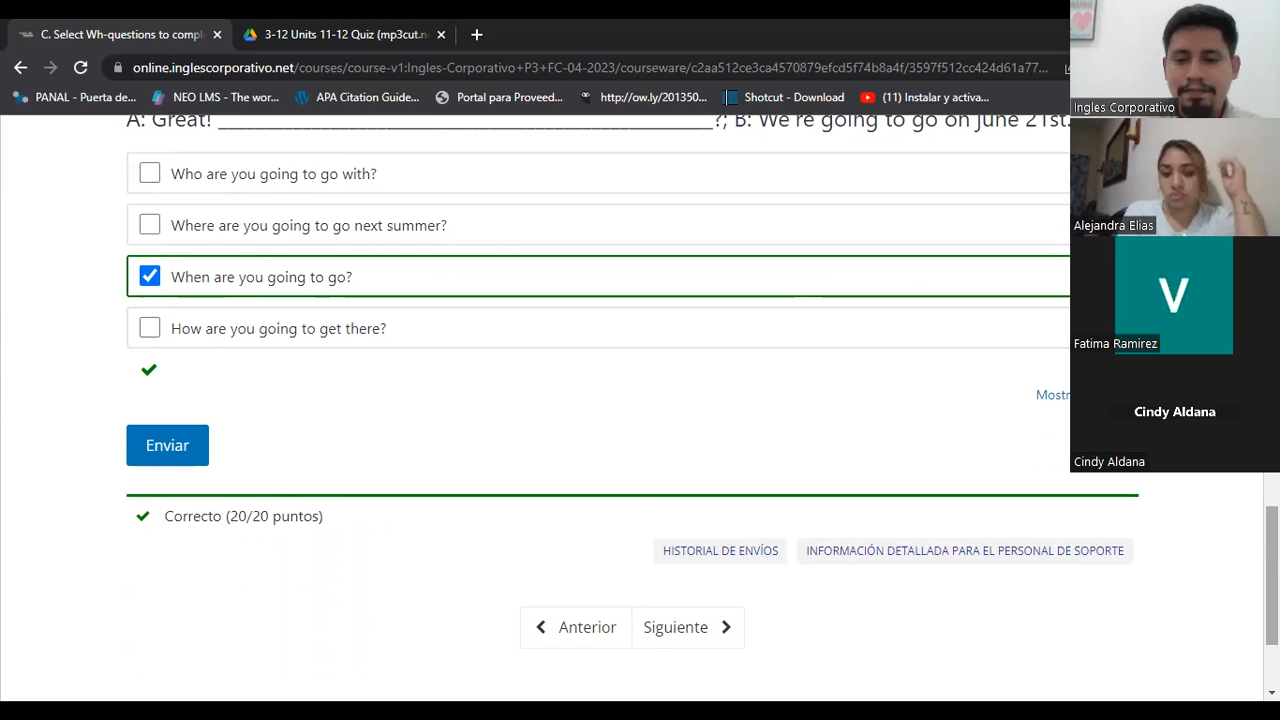 C. Select Wh-questions to compl
3-12 Units 11-12 Quiz (mp3cut.n
online.inglescorporativo.net/courses/course-v1:Ingles-Corporativo+P3+EC-04-2023/courseware/c2aa512ce3ca4570879efcd5f74b8a4f/3597f512cc424d61a77...
PANAL - Puerta de...
NEO LMS - The wor...
APA Citation Guide...
Portal para Proveed...
http://ow.ly/201350...
Shotcut - Download
(11) Instalar y activa...
A: Great! ______________________________________________?; B: We're going to go on June 21st.
Who are you going to go with?
Where are you going to go next summer?
When are you going to go?
How are you going to get there?
Mostr
Enviar
Correcto (20/20 puntos)
HISTORIAL DE ENVÍOS
INFORMACIÓN DETALLADA PARA EL PERSONAL DE SOPORTE
Anterior
Siguiente
Ingles Corporativo
Alejandra Elias
V
Fatima Ramirez
Cindy Aldana
Cindy Aldana